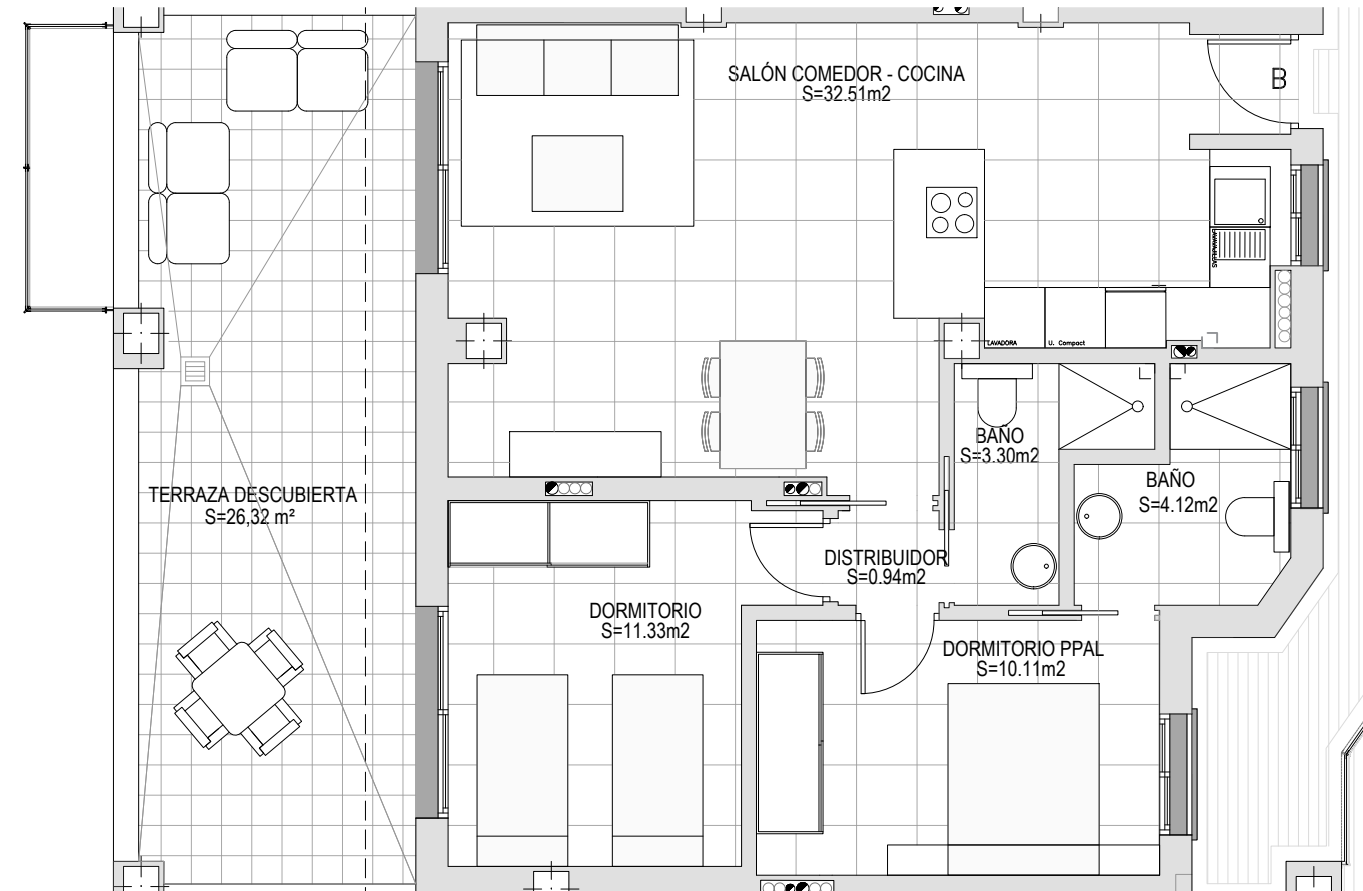 SALÓN COMEDOR - COCINA
S=32.51m2
B
LAVAVAJILLAS
LAVADORA
U. Compact
BAÑO
S=3.30m2
BAÑO
S=4.12m2
TERRAZA DESCUBIERTA
S=26,32 m²
DISTRIBUIDOR
S=0.94m2
DORMITORIO
S=11.33m2
DORMITORIO PPAL
S=10.11m2